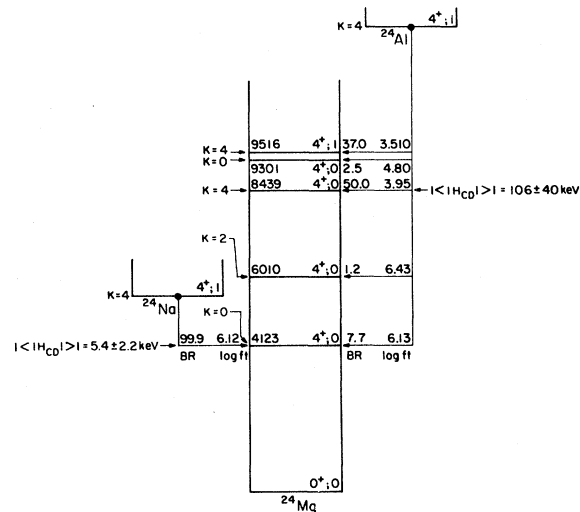 K=4 4⁺;1
²⁴Al
K=4 9516 4⁺;1 37.0 3.510
K=0 9301 4⁺;0 2.5 4.80
K=4 8439 4⁺;0 50.0 3.95 |<|H_CD|>| = 106±40 keV
K=2
6010 4⁺;0 1.2 6.43
K=4 4⁺;1
²⁴Na
K=0
|<|H_CD|>| = 5.4±2.2 keV 99.9 6.12 4123 4⁺;0 7.7 6.13
BR log ft BR log ft
0⁺;0
²⁴Mg